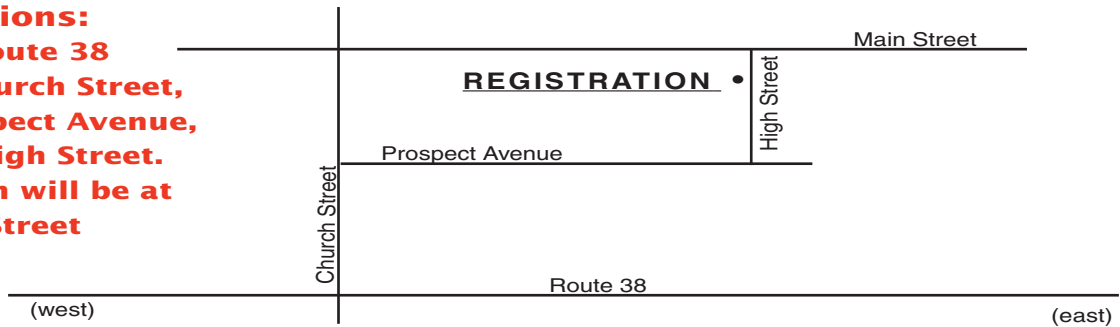 ions:
oute 38
urch Street,
pect Avenue,
igh Street.
n will be at
Street
Main Street
REGISTRATION •
High Street
Prospect Avenue
Church Street
Route 38
(west)
(east)